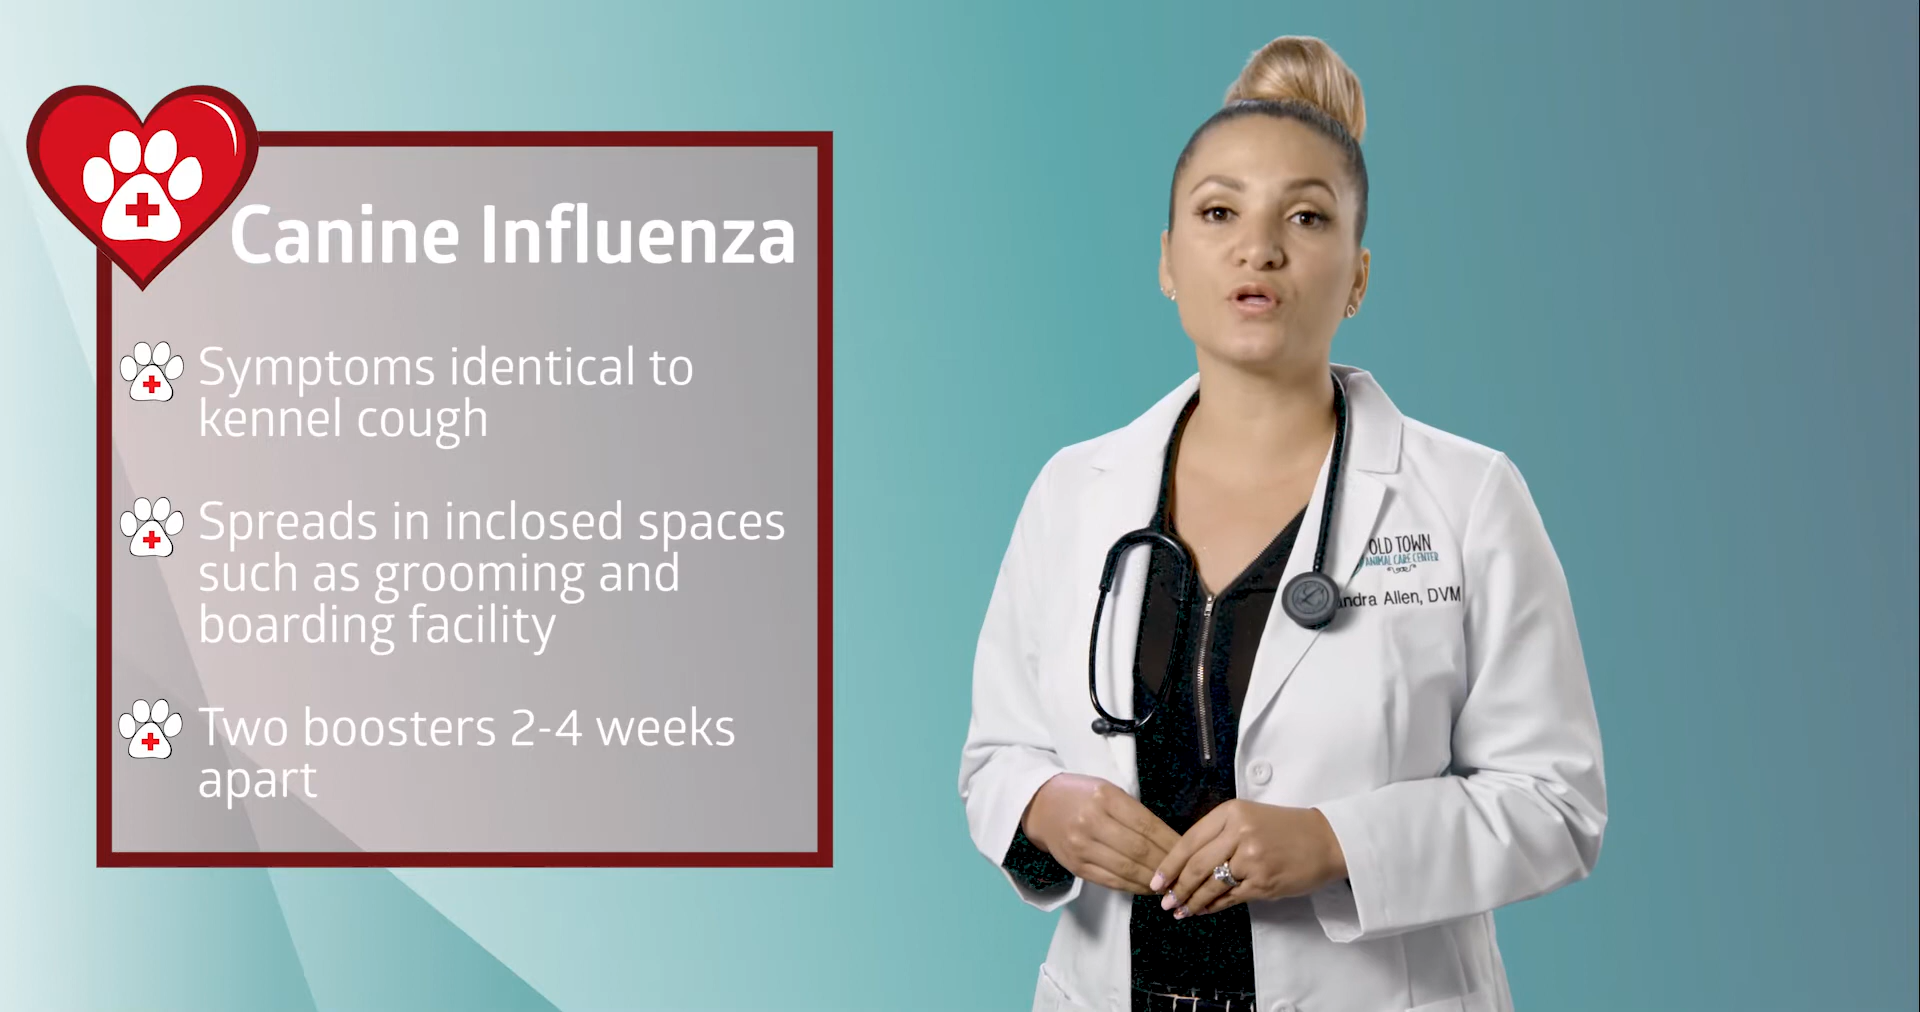 Canine Influenza
Symptoms identical to
kennel cough
Spreads in inclosed spaces
such as grooming and
boarding facility
Two boosters 2-4 weeks
apart
OLD TOWN
ANIMAL CARE CENTER
Allen, DVM